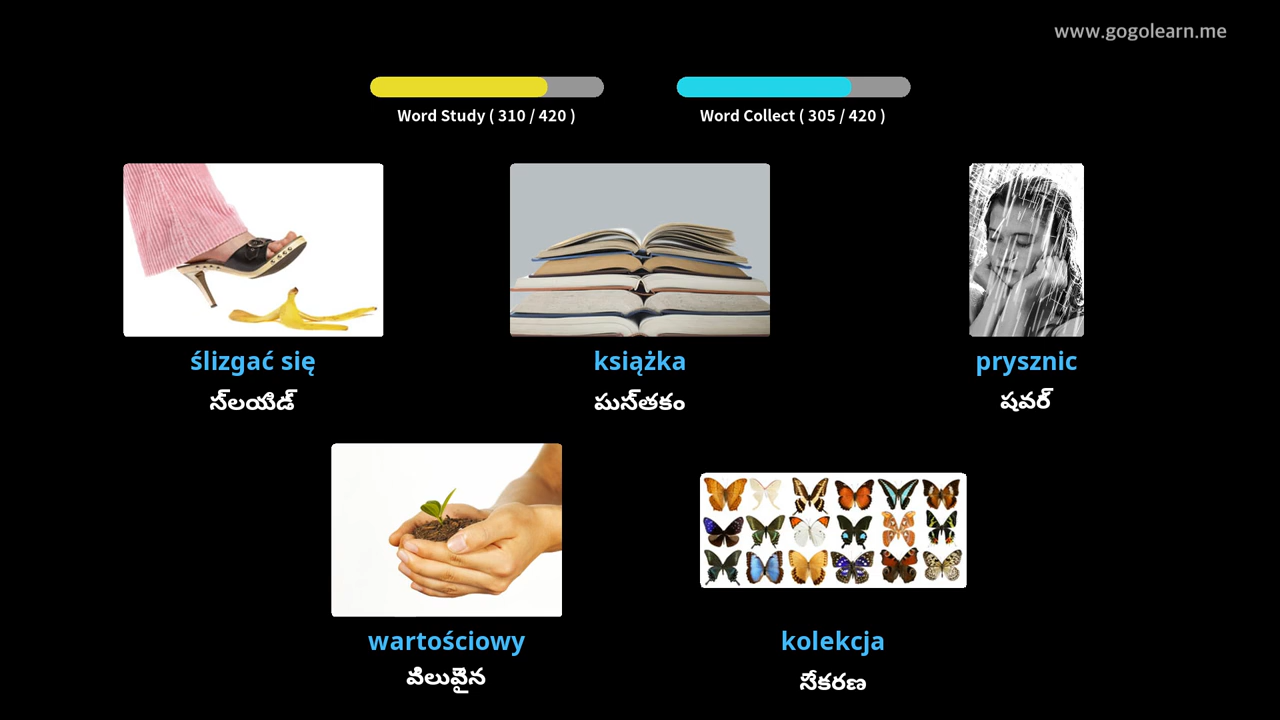 www.gogolearn.me
Word Study ( 310 / 420 )
Word Collect ( 305 / 420 )
ślizgać się
książka
prysznic
స్లయిడ్
పుస్తకం
షవర్
wartościowy
kolekcja
విలువైన
సేకరణ